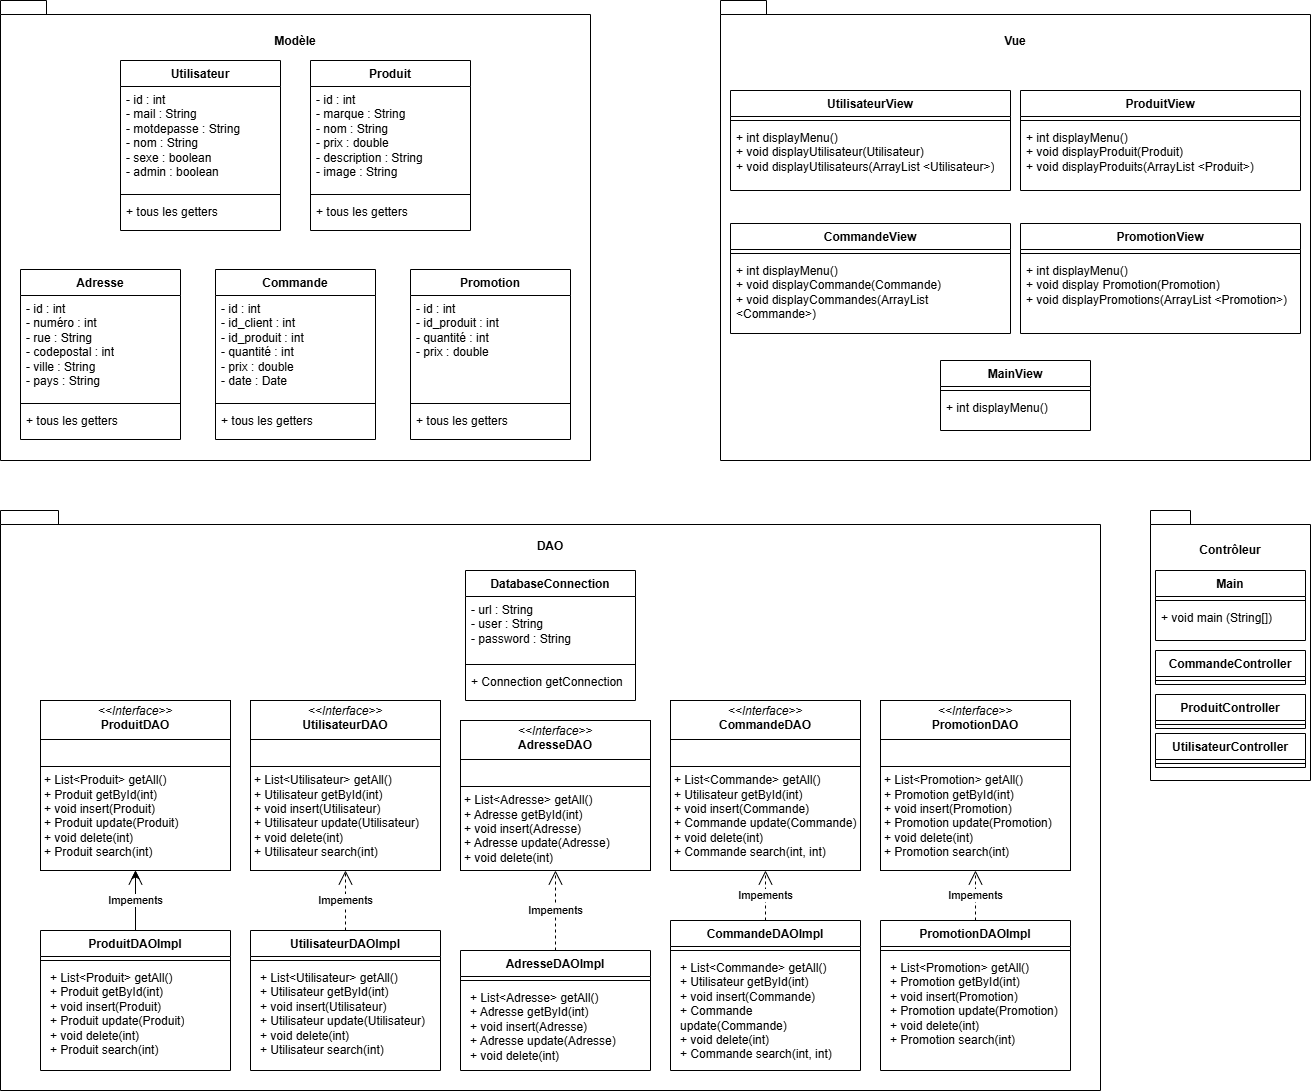 Modèle
Utilisateur
- id : int
- mail : String
- motdepasse : String
- nom : String
- sexe : boolean
- admin : boolean
+ tous les getters
Produit
- id : int
- marque : String
- nom : String
- prix : double
- description : String
- image : String
+ tous les getters
Adresse
- id : int
- numéro : int
- rue : String
- codepostal : int
- ville : String
- pays : String
+ tous les getters
Commande
- id : int
- id_client : int
- id_produit : int
- quantité : int
- prix : double
- date : Date
+ tous les getters
Promotion
- id : int
- id_produit : int
- quantité : int
- prix : double
+ tous les getters
Vue
UtilisateurView
+ int displayMenu()
+ void displayUtilisateur(Utilisateur)
+ void displayUtilisateurs(ArrayList <Utilisateur>)
ProduitView
+ int displayMenu()
+ void displayProduit(Produit)
+ void displayProduits(ArrayList <Produit>)
CommandeView
+ int displayMenu()
+ void displayCommande(Commande)
+ void displayCommandes(ArrayList
<Commande>)
PromotionView
+ int displayMenu()
+ void display Promotion(Promotion)
+ void displayPromotions(ArrayList <Promotion>)
MainView
+ int displayMenu()
DAO
DatabaseConnection
- url : String
- user : String
- password : String
+ Connection getConnection
<<Interface>>
ProduitDAO
+ List<Produit> getAll()
+ Produit getById(int)
+ void insert(Produit)
+ Produit update(Produit)
+ void delete(int)
+ Produit search(int)
<<Interface>>
UtilisateurDAO
+ List<Utilisateur> getAll()
+ Utilisateur getById(int)
+ void insert(Utilisateur)
+ Utilisateur update(Utilisateur)
+ void delete(int)
+ Utilisateur search(int)
<<Interface>>
AdresseDAO
+ List<Adresse> getAll()
+ Adresse getById(int)
+ void insert(Adresse)
+ Adresse update(Adresse)
+ void delete(int)
<<Interface>>
CommandeDAO
+ List<Commande> getAll()
+ Utilisateur getById(int)
+ void insert(Commande)
+ Commande update(Commande)
+ void delete(int)
+ Commande search(int, int)
<<Interface>>
PromotionDAO
+ List<Promotion> getAll()
+ Promotion getById(int)
+ void insert(Promotion)
+ Promotion update(Promotion)
+ void delete(int)
+ Promotion search(int)
Impements
Impements
Impements
Impements
Impements
ProduitDAOImpl
+ List<Produit> getAll()
+ Produit getById(int)
+ void insert(Produit)
+ Produit update(Produit)
+ void delete(int)
+ Produit search(int)
UtilisateurDAOImpl
+ List<Utilisateur> getAll()
+ Utilisateur getById(int)
+ void insert(Utilisateur)
+ Utilisateur update(Utilisateur)
+ void delete(int)
+ Utilisateur search(int)
AdresseDAOImpl
+ List<Adresse> getAll()
+ Adresse getById(int)
+ void insert(Adresse)
+ Adresse update(Adresse)
+ void delete(int)
CommandeDAOImpl
+ List<Commande> getAll()
+ Utilisateur getById(int)
+ void insert(Commande)
+ Commande
update(Commande)
+ void delete(int)
+ Commande search(int, int)
PromotionDAOImpl
+ List<Promotion> getAll()
+ Promotion getById(int)
+ void insert(Promotion)
+ Promotion update(Promotion)
+ void delete(int)
+ Promotion search(int)
Contrôleur
Main
+ void main (String[])
CommandeController
ProduitController
UtilisateurController